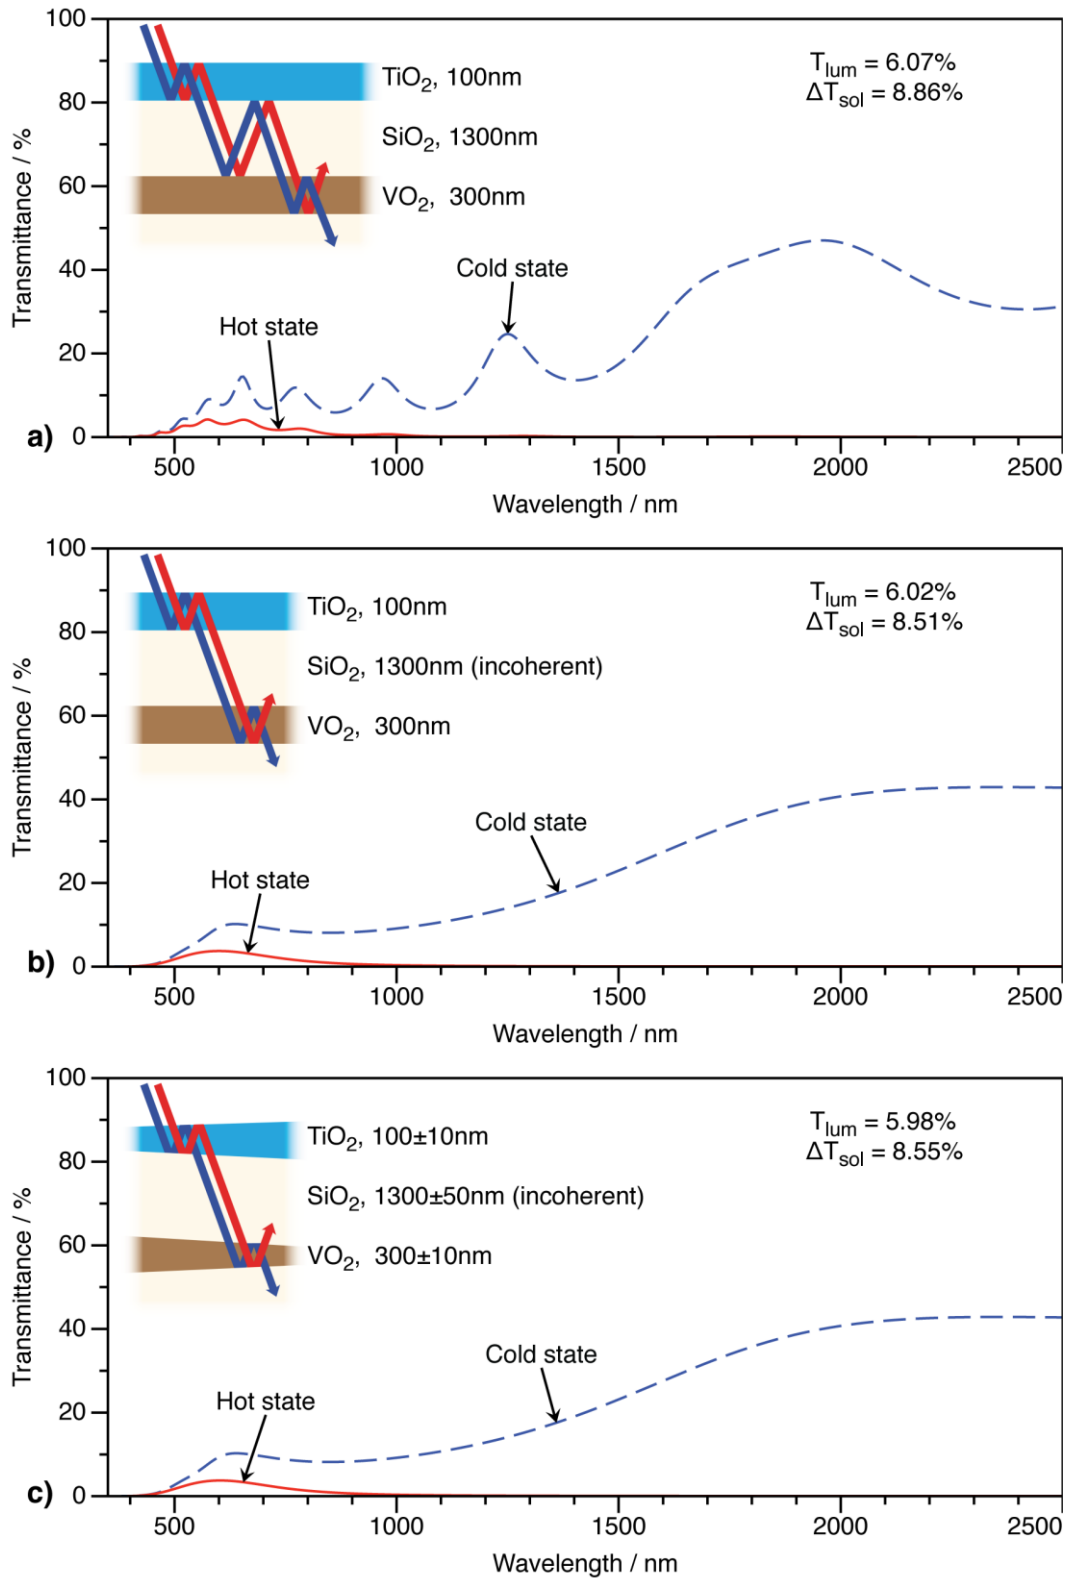 100
80
60
40
20
0
Transmittance / %
TiO2, 100nm
SiO2, 1300nm
VO2, 300nm
Tlum = 6.07%
ΔTsol = 8.86%
Cold state
Hot state
a)
500 1000 1500 2000 2500
Wavelength / nm
100
80
60
40
20
0
Transmittance / %
TiO2, 100nm
SiO2, 1300nm (incoherent)
VO2, 300nm
Tlum = 6.02%
ΔTsol = 8.51%
Cold state
Hot state
b)
500 1000 1500 2000 2500
Wavelength / nm
100
80
60
40
20
0
Transmittance / %
TiO2, 100±10nm
SiO2, 1300±50nm (incoherent)
VO2, 300±10nm
Tlum = 5.98%
ΔTsol = 8.55%
Cold state
Hot state
c)
500 1000 1500 2000 2500
Wavelength / nm